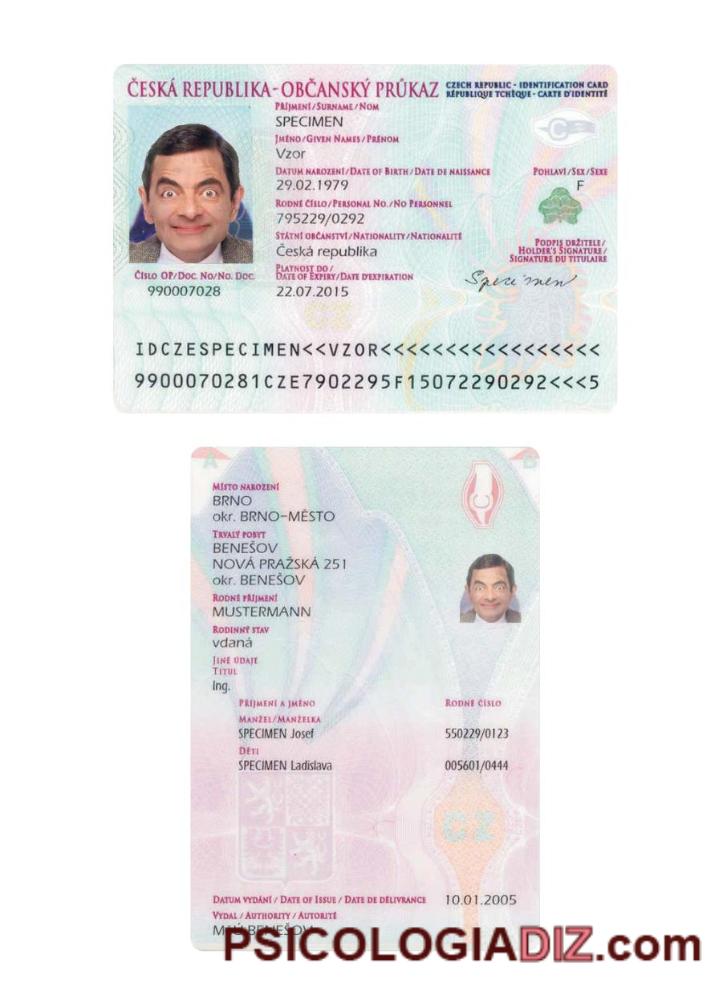 ČESKÁ REPUBLIKA - OBČANSKÝ PRŮKAZ
CZECH REPUBLIC - IDENTIFICATION CARD
RÉPUBLIQUE TCHÈQUE - CARTE D'IDENTITÉ
PŘÍJMENÍ / SURNAME / NOM
SPECIMEN
JMÉNO / GIVEN NAMES / PRÉNOM
Vzor
DATUM NAROZENÍ / DATE OF BIRTH / DATE DE NAISSANCE
29.02.1979
POHLAVÍ / SEX / SEXE
F
RODNÉ ČÍSLO / PERSONAL NO. / NO PERSONNEL
795229/0292
STÁTNÍ OBČANSTVÍ / NATIONALITY / NATIONALITÉ
Česká republika
PODPIS DRŽITELE /
HOLDER'S SIGNATURE /
SIGNATURE DU TITULAIRE
Specimen
ČÍSLO OP / DOC. NO / NO. DOC.
990007028
PLATNOST DO /
DATE OF EXPIRY / DATE D'EXPIRATION
22.07.2015
CZ
IDCZESPECIMEN<<VZOR<<<<<<<<<<<<<<<<<
9900070281CZE7902295F15072290292<<<5
A
B
C
MÍSTO NAROZENÍ
BRNO
okr. BRNO-MĚSTO
TRVALÝ POBYT
BENEŠOV
NOVÁ PRAŽSKÁ 251
okr. BENEŠOV
RODNÉ PŘÍJMENÍ
MUSTERMANN
RODINNÝ STAV
vdaná
JINÉ ÚDAJE
TITUL
Ing.
PŘÍJMENÍ A JMÉNO
RODNÉ ČÍSLO
MANŽEL/MANŽELKA
SPECIMEN Josef
550229/0123
DĚTI
SPECIMEN Ladislava
005601/0444
CZ
DATUM VYDÁNÍ / DATE OF ISSUE / DATE DE DÉLIVRANCE
10.01.2005
VYDAL / AUTHORITY / AUTORITÉ
MěÚ BENEŠOV
PSICOLOGIADIZ.com